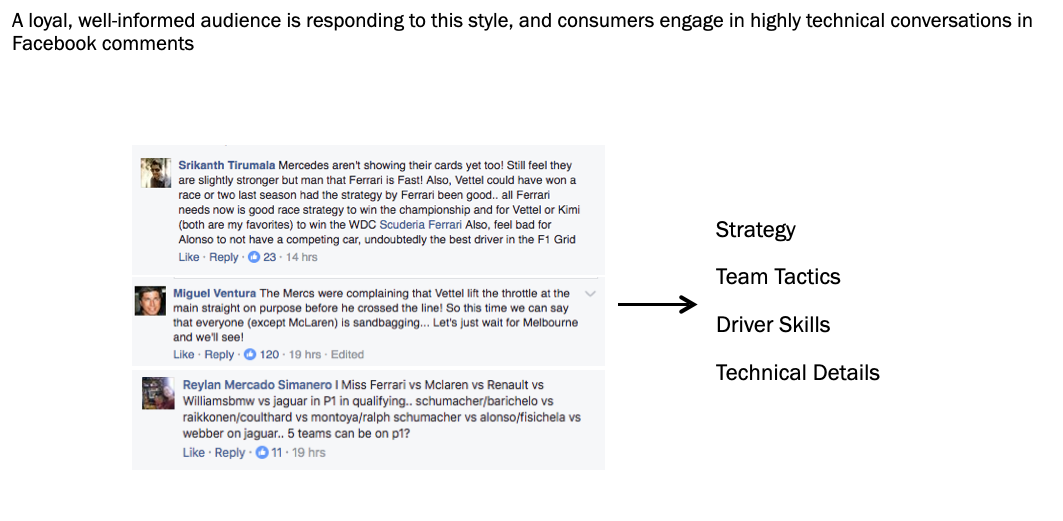 A loyal, well-informed audience is responding to this style, and consumers engage in highly technical conversations in
Facebook comments
Srikanth Tirumala Mercedes aren't showing their cards yet too! Still feel they
are slightly stronger but man that Ferrari is Fast! Also, Vettel could have won a
race or two last season had the strategy by Ferrari been good.. all Ferrari
needs now is good race strategy to win the championship and for Vettel or Kimi
(both are my favorites) to win the WDC Scuderia Ferrari Also, feel bad for
Alonso to not have a competing car, undoubtedly the best driver in the F1 Grid
Like · Reply · 23 · 14 hrs
Miguel Ventura The Mercs were complaining that Vettel lift the throttle at the
main straight on purpose before he crossed the line! So this time we can say
that everyone (except McLaren) is sandbagging... Let's just wait for Melbourne
and we'll see!
Like · Reply · 120 · 19 hrs · Edited
Reylan Mercado Simanero I Miss Ferrari vs Mclaren vs Renault vs
Williamsbmw vs jaguar in P1 in qualifying.. schumacher/barichelo vs
raikkonen/coulthard vs montoya/ralph schumacher vs alonso/fisichela vs
webber on jaguar.. 5 teams can be on p1?
Like · Reply · 11 · 19 hrs
Strategy
Team Tactics
Driver Skills
Technical Details